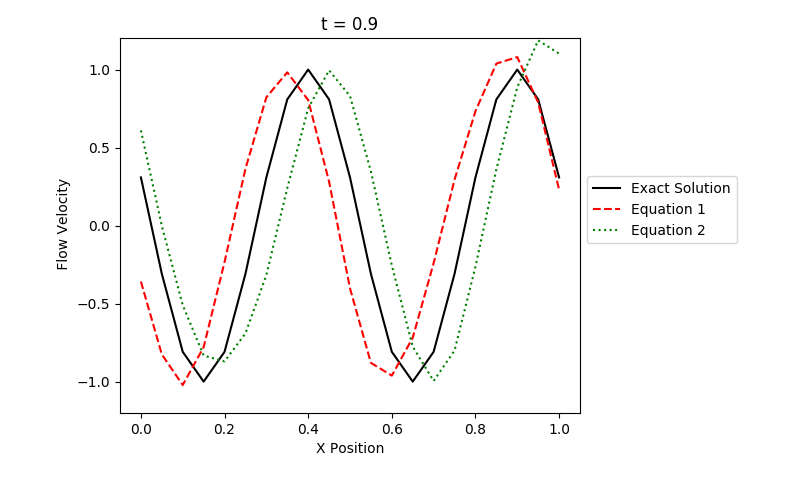 t = 0.9
Flow Velocity
1.0
0.5
0.0
−0.5
−1.0
0.0 0.2 0.4 0.6 0.8 1.0
X Position
Exact Solution
Equation 1
Equation 2